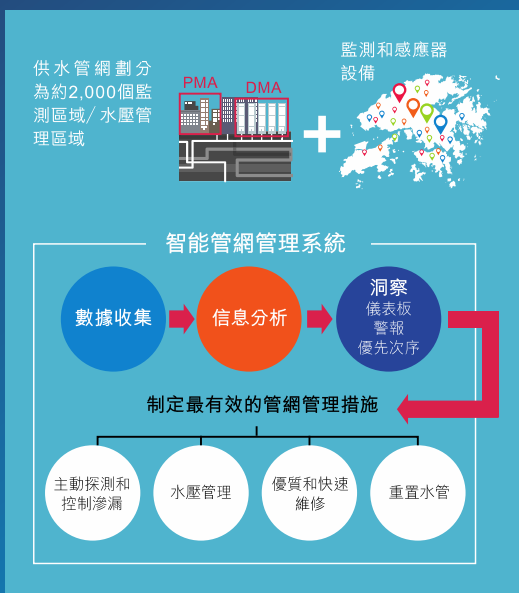 供水管網劃分
為約2,000個監
測區域/水壓管
理區域
PMA
DMA
監測和感應器
設備
智能管網管理系統
數據收集
信息分析
洞察
儀表板
警報
優先次序
制定最有效的管網管理措施
主動探測和
控制滲漏
水壓管理
優質和快速
維修
重置水管